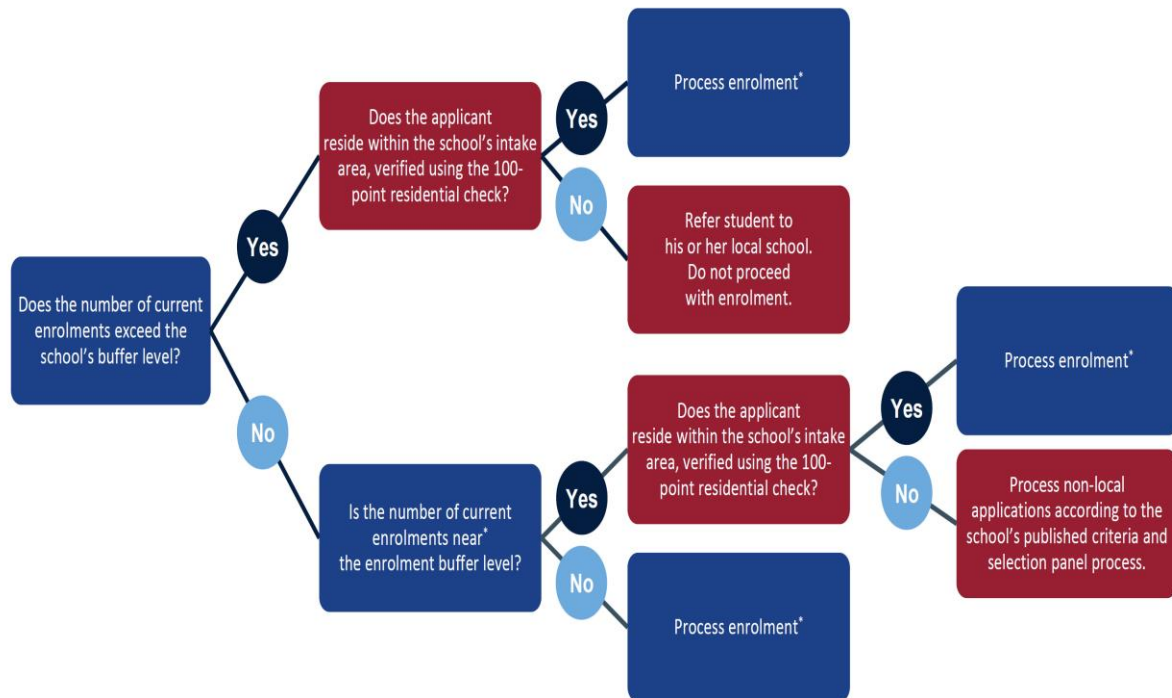 Does the number of current
enrolments exceed the
school's buffer level?
Yes
Does the applicant
reside within the school's intake
area, verified using the 100-
point residential check?
Yes
Process enrolment*
No
Refer student to
his or her local school.
Do not proceed
with enrolment.
No
Is the number of current
enrolments near*
the enrolment buffer level?
Yes
Does the applicant
reside within the school's intake
area, verified using the 100-
point residential check?
Yes
Process enrolment*
No
Process non-local
applications according to the
school's published criteria and
selection panel process.
No
Process enrolment*